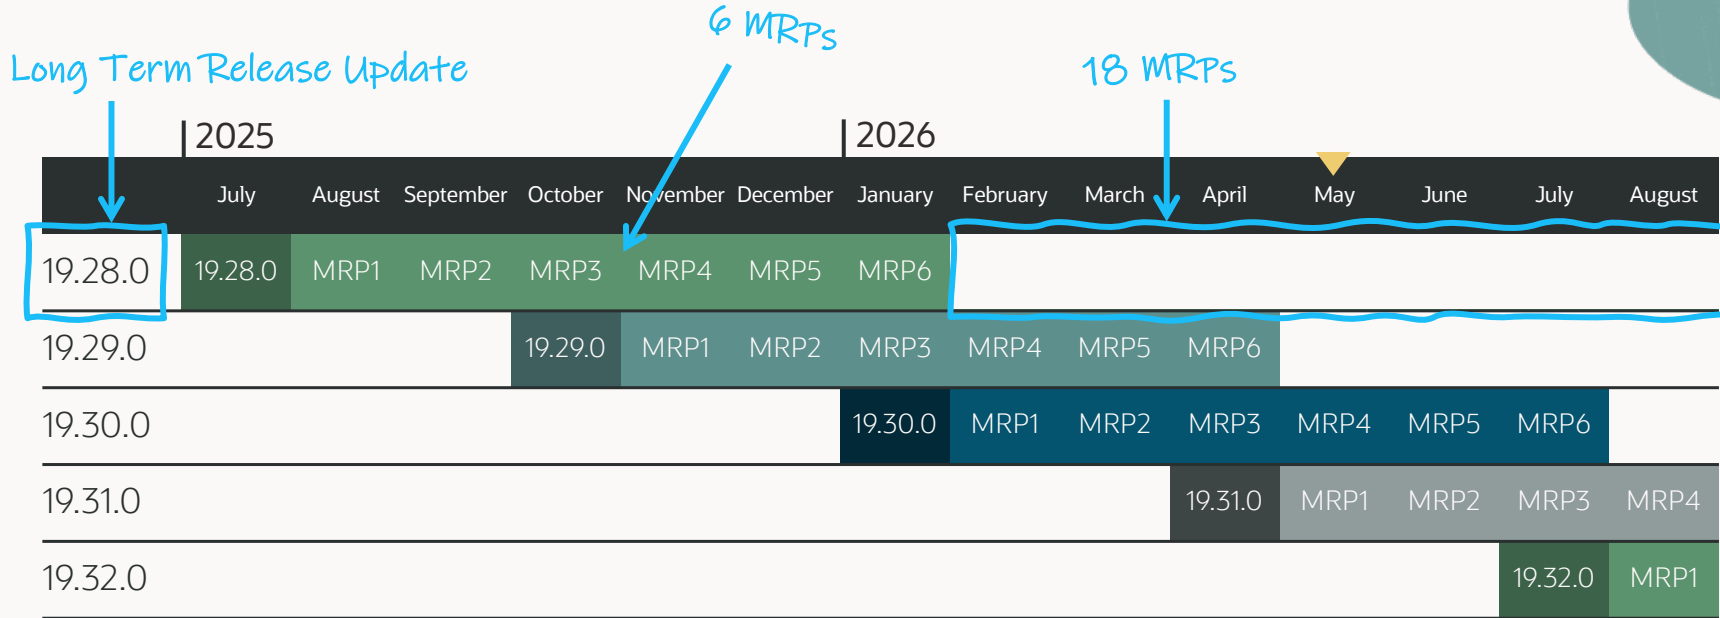 6 MRPs
Long Term Release Update
18 MRPs
2025
2026
July August September October November December January February March April May June July August
19.28.0 19.28.0 MRP1 MRP2 MRP3 MRP4 MRP5 MRP6
19.29.0 19.29.0 MRP1 MRP2 MRP3 MRP4 MRP5 MRP6
19.30.0 19.30.0 MRP1 MRP2 MRP3 MRP4 MRP5 MRP6
19.31.0 19.31.0 MRP1 MRP2 MRP3 MRP4
19.32.0 19.32.0 MRP1